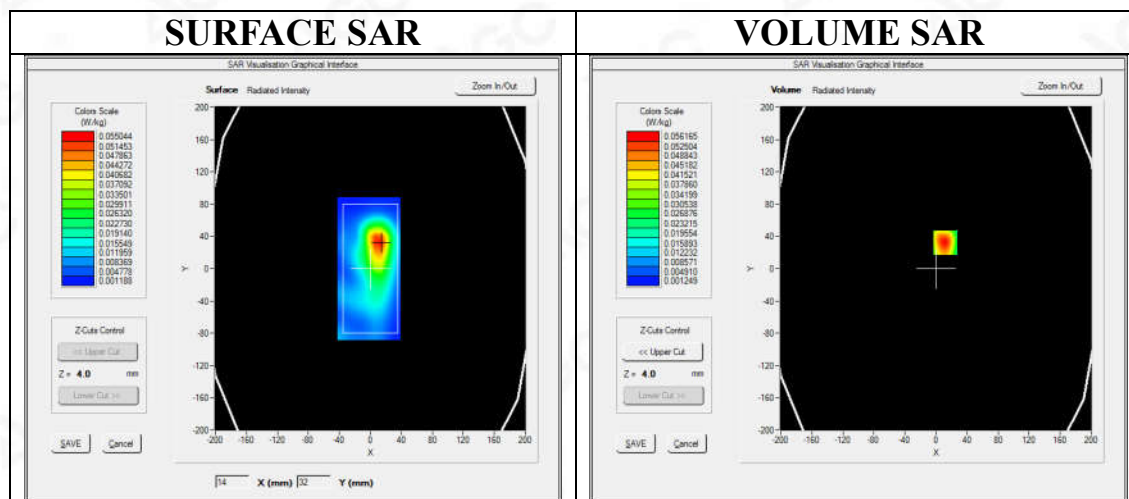 SURFACE SAR
VOLUME SAR
SAR Visualisation Graphical Interface
Surface Radiated Intensity
Zoom In/Out
Colors Scale
(W/kg)
0.055044
0.051453
0.047863
0.044272
0.040682
0.037092
0.033501
0.029911
0.026320
0.022730
0.019140
0.015549
0.011959
0.008369
0.004778
0.001188
Z-Cuts Control
<< Upper Cut
Z = 4.0 mm
Lower Cut >>
SAVE Cancel
200
160
120
80
40
0
-40
-80
-120
-160
-200
Y
-200 -160 -120 -80 -40 0 40 80 120 160 200
X
14 X (mm) 32 Y (mm)
SAR Visualisation Graphical Interface
Volume Radiated Intensity
Zoom In/Out
Colors Scale
(W/kg)
0.056165
0.052504
0.048843
0.045182
0.041521
0.037860
0.034199
0.030538
0.026876
0.023215
0.019554
0.015893
0.012232
0.008571
0.004910
0.001249
Z-Cuts Control
<< Upper Cut
Z = 4.0 mm
Lower Cut >>
SAVE Cancel
200
160
120
80
40
0
-40
-80
-120
-160
-200
Y
-200 -160 -120 -80 -40 0 40 80 120 160 200
X